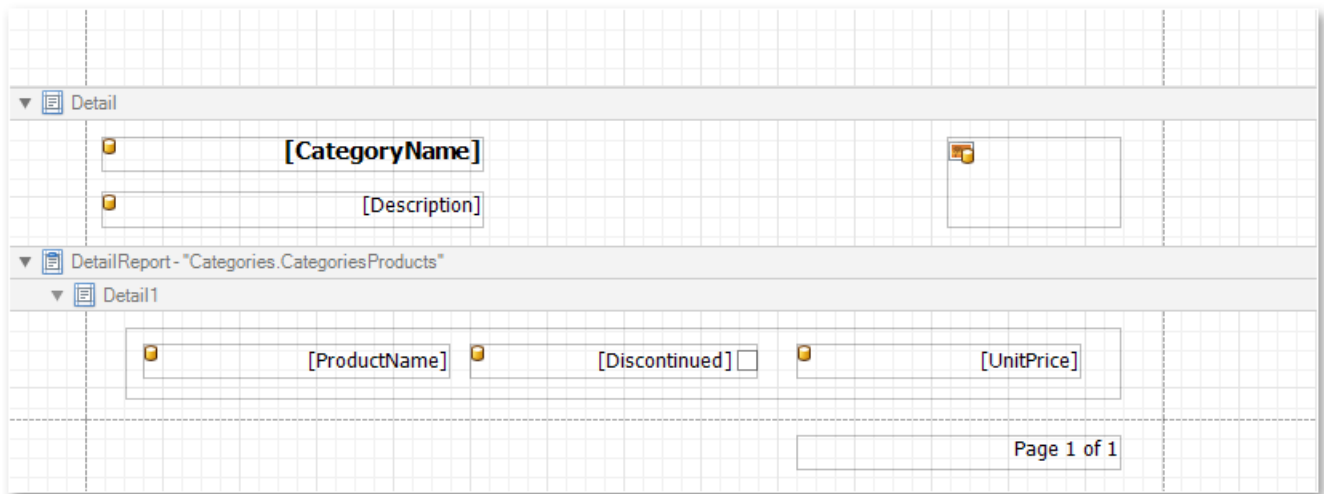 Detail
[CategoryName]
[Description]
DetailReport - "Categories.CategoriesProducts"
Detail1
[ProductName] [Discontinued] [UnitPrice]
Page 1 of 1